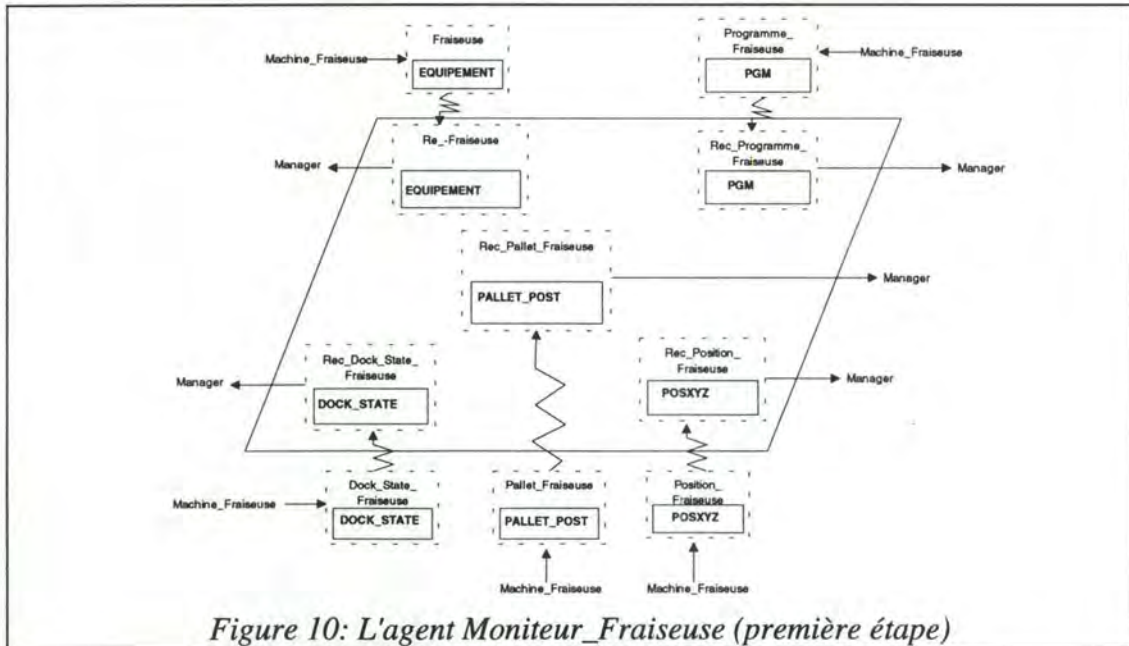 Fraiseuse
Machine_Fraiseuse
EQUIPEMENT
Programme_
Fraiseuse
Machine_Fraiseuse
PGM
Re_-Fraiseuse
Manager
EQUIPEMENT
Rec_Programme_
Fraiseuse
PGM
Manager
Rec_Pallet_Fraiseuse
PALLET_POST
Manager
Rec_Dock_State_
Fraiseuse
Manager
DOCK_STATE
Rec_Position_
Fraiseuse
POSXYZ
Manager
Dock_State_
Fraiseuse
Machine_Fraiseuse
DOCK_STATE
Pallet_Fraiseuse
PALLET_POST
Machine_Fraiseuse
Position_
Fraiseuse
POSXYZ
Machine_Fraiseuse
Figure 10: L'agent Moniteur_Fraiseuse (première étape)